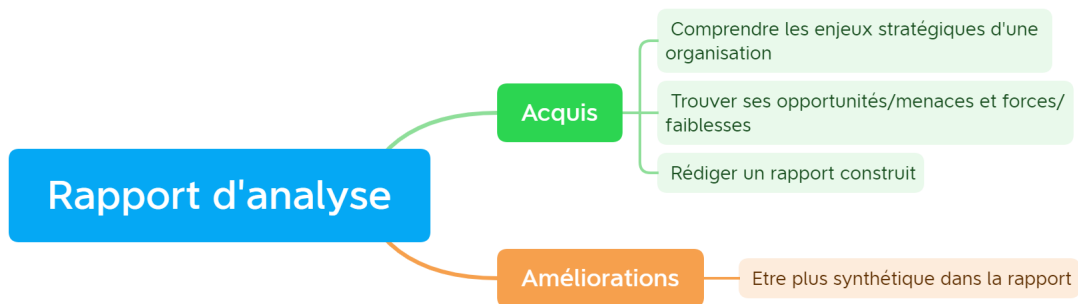 Rapport d'analyse
Acquis
Comprendre les enjeux stratégiques d'une
organisation
Trouver ses opportunités/menaces et forces/
faiblesses
Rédiger un rapport construit
Améliorations
Etre plus synthétique dans la rapport